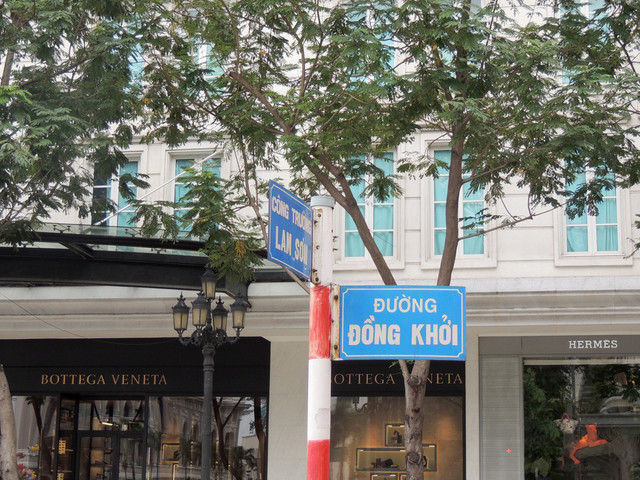 CÔNG TRƯỜNG
LAM SƠN
ĐƯỜNG
ĐỒNG KHỞI
HERMÈS
BOTTEGA VENETA
BOTTEGA VENETA